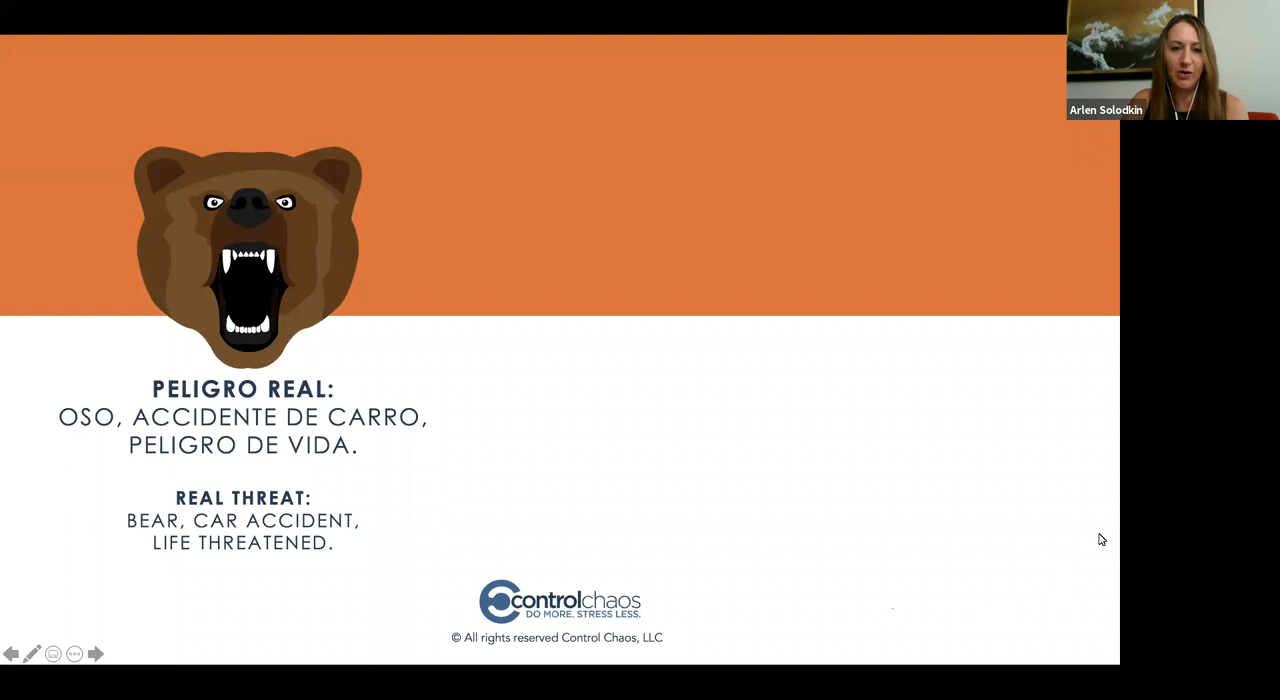 Arlen Solodkin
PELIGRO REAL:
OSO, ACCIDENTE DE CARRO,
PELIGRO DE VIDA.
REAL THREAT:
BEAR, CAR ACCIDENT,
LIFE THREATENED.
controlchaos
DO MORE. STRESS LESS.
© All rights reserved Control Chaos, LLC